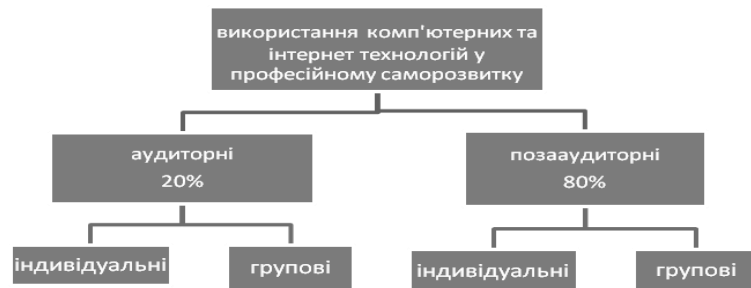 використання комп'ютерних та
інтернет технологій у
професійному саморозвитку
аудиторні
20%
позааудиторні
80%
індивідуальні
групові
індивідуальні
групові